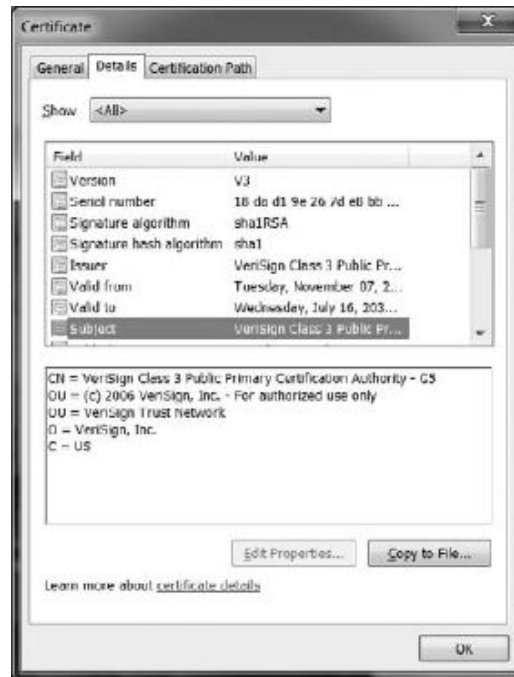 Certificate
General Details Certification Path
Show <All>
Field Value
Version V3
Serial number 18 da d1 9e 26 7d e8 bb ...
Signature algorithm sha1RSA
Signature hash algorithm sha1
Issuer VeriSign Class 3 Public Pr...
Valid from Tuesday, November 07, 2...
Valid to Wednesday, July 16, 203...
Subject VeriSign Class 3 Public Pr...
CN = VeriSign Class 3 Public Primary Certification Authority - G5
OU = (c) 2006 VeriSign, Inc. - For authorized use only
OU = VeriSign Trust Network
O = VeriSign, Inc.
C = US
Edit Properties... Copy to File...
Learn more about certificate details
OK